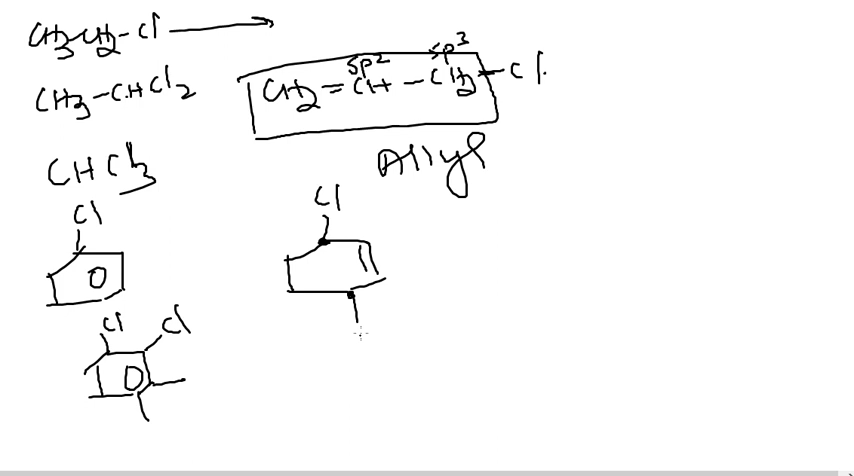 CH3CH2-Cl
CH3-CHCl2
sp2 sp3
CH2=CH-CH2-Cl
CHCl3
Allyl
Cl
Cl
Cl Cl